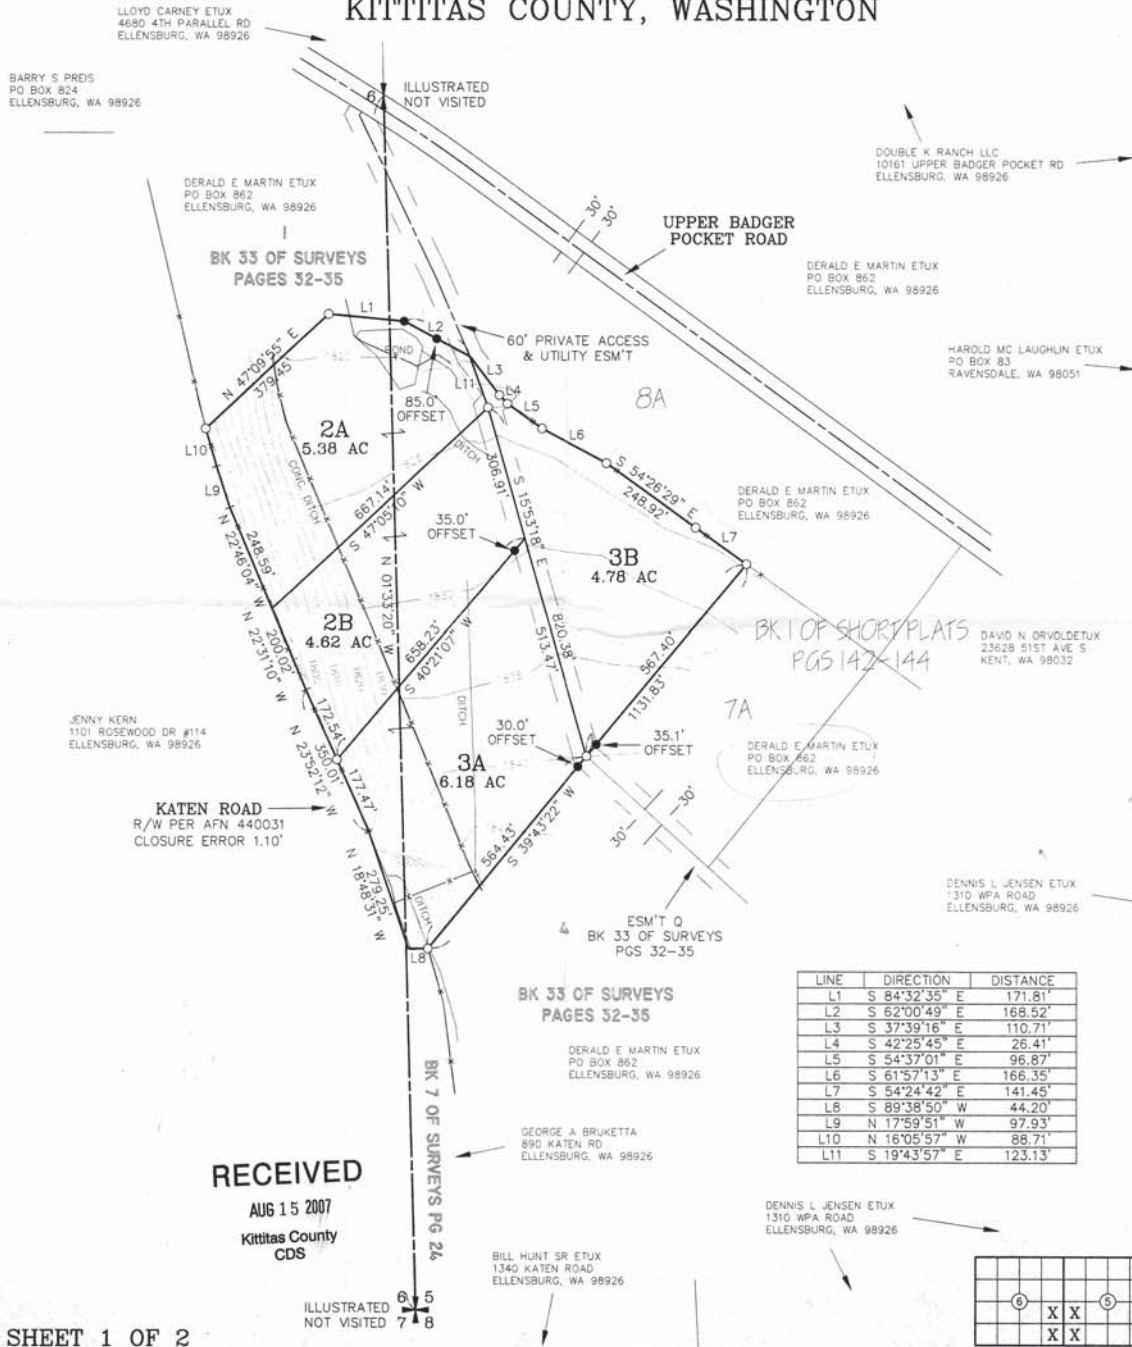 KITTITAS COUNTY, WASHINGTON
LLOYD CARNEY ETUX
4680 4TH PARALLEL RD
ELLENSBURG, WA 98926
BARRY S PREIS
PO BOX 824
ELLENSBURG, WA 98926
6
ILLUSTRATED
NOT VISITED
DOUBLE K RANCH LLC
10161 UPPER BADGER POCKET RD
ELLENSBURG, WA 98926
DERALD E MARTIN ETUX
PO BOX 862
ELLENSBURG, WA 98926
30'
30'
UPPER BADGER
POCKET ROAD
BK 33 OF SURVEYS
PAGES 32-35
DERALD E MARTIN ETUX
PO BOX 862
ELLENSBURG, WA 98926
L1
L2
60' PRIVATE ACCESS
& UTILITY ESM'T
HAROLD MC LAUGHLIN ETUX
PO BOX 83
RAVENSDALE, WA 98051
N 47°09'55" E
379.45'
POND
L3
L11
L4
L5
L6
85.0'
OFFSET
8A
2A
5.38 AC
L10
L9
CONC. DITCH
DITCH
667.14'
S 47°05'10" W
306.91'
S 15°53'18" E
S 54°26'29" E
248.92'
L7
DERALD E MARTIN ETUX
PO BOX 862
ELLENSBURG, WA 98926
35.0'
OFFSET
3B
4.78 AC
248.59'
N 22°46'04" W
N 01°33'20" W
2B
4.62 AC
658.23'
S 40°21'07" W
820.38'
513.47'
567.40'
1131.83'
BK 1 OF SHORT PLATS
PGS 142-144
DAVID N ORVOLDETUX
23628 51ST AVE S
KENT, WA 98032
200.02'
N 22°31'10" W
DITCH
7A
JENNY KERN
1101 ROSEWOOD DR #114
ELLENSBURG, WA 98926
172.54'
350.01'
N 23°52'12" W
177.47'
30.0'
OFFSET
35.1'
OFFSET
DERALD E MARTIN ETUX
PO BOX 862
ELLENSBURG, WA 98926
3A
6.18 AC
KATEN ROAD
R/W PER AFN 440031
CLOSURE ERROR 1.10'
30'
30'
564.43'
S 39°43'22" W
279.25'
N 18°48'31" W
DITCH
L8
4
ESM'T Q
BK 33 OF SURVEYS
PGS 32-35
DENNIS L JENSEN ETUX
1310 WPA ROAD
ELLENSBURG, WA 98926
BK 33 OF SURVEYS
PAGES 32-35
DERALD E MARTIN ETUX
PO BOX 862
ELLENSBURG, WA 98926
LINE DIRECTION DISTANCE
L1 S 84°32'35" E 171.81'
L2 S 62°00'49" E 168.52'
L3 S 37°39'16" E 110.71'
L4 S 42°25'45" E 26.41'
L5 S 54°37'01" E 96.87'
L6 S 61°57'13" E 166.35'
L7 S 54°24'42" E 141.45'
L8 S 89°38'50" W 44.20'
L9 N 17°59'51" W 97.93'
L10 N 16°05'57" W 88.71'
L11 S 19°43'57" E 123.13'
BK 7 OF SURVEYS PG 24
GEORGE A BRUKETTA
890 KATEN RD
ELLENSBURG, WA 98926
RECEIVED
AUG 15 2007
Kittitas County
CDS
DENNIS L JENSEN ETUX
1310 WPA ROAD
ELLENSBURG, WA 98926
BILL HUNT SR ETUX
1340 KATEN ROAD
ELLENSBURG, WA 98926
ILLUSTRATED
NOT VISITED
6 5
7 8
6 5
X X
X X
SHEET 1 OF 2